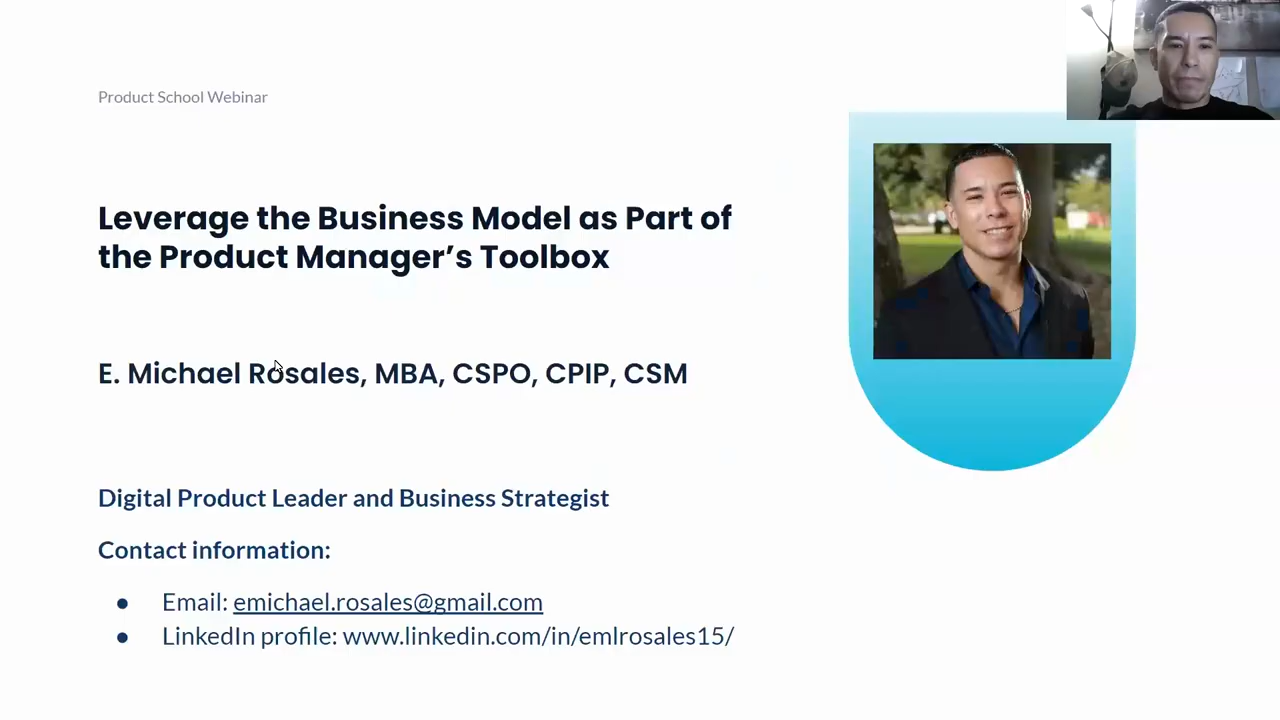 Product School Webinar
Leverage the Business Model as Part of
the Product Manager’s Toolbox
E. Michael Rosales, MBA, CSPO, CPIP, CSM
Digital Product Leader and Business Strategist
Contact information:
● Email: emichael.rosales@gmail.com
● LinkedIn profile: www.linkedin.com/in/emlrosales15/